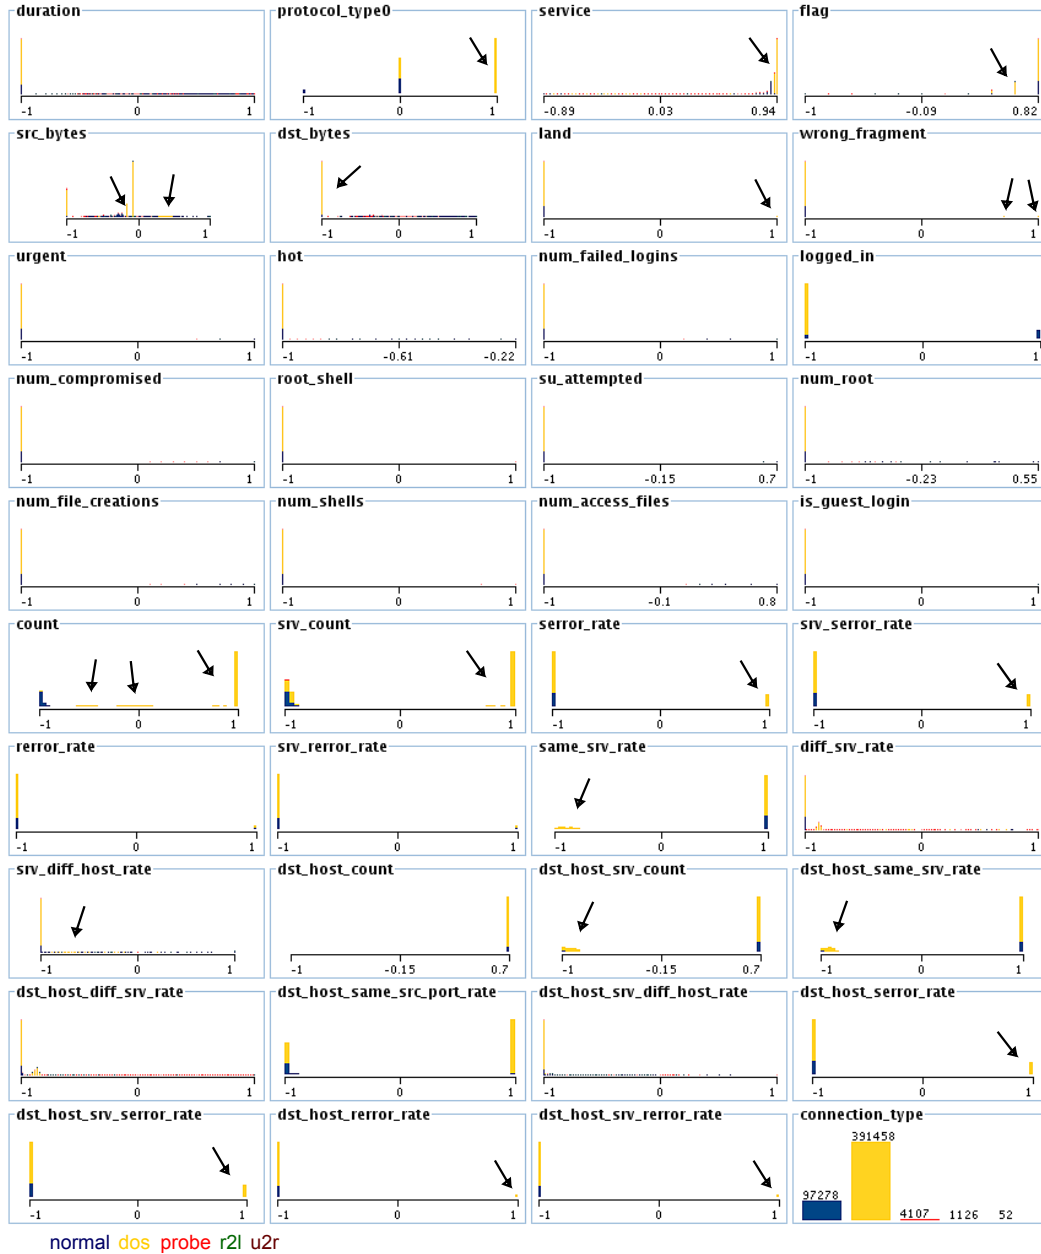 duration protocol_type0 service flag
-1 0 1 -1 0 1 -0.89 0.03 0.94 -1 -0.09 0.82
src_bytes dst_bytes land wrong_fragment
-1 0 1 -1 0 1 -1 0 1 -1 0 1
urgent hot num_failed_logins logged_in
-1 0 1 -1 -0.61 -0.22 -1 0 1 -1 0 1
num_compromised root_shell su_attempted num_root
-1 0 1 -1 0 1 -1 -0.15 0.7 -1 -0.23 0.55
num_file_creations num_shells num_access_files is_guest_login
-1 0 1 -1 0 1 -1 -0.1 0.8 -1 0 1
count srv_count serror_rate srv_serror_rate
-1 0 1 -1 0 1 -1 0 1 -1 0 1
rerror_rate srv_rerror_rate same_srv_rate diff_srv_rate
-1 0 1 -1 0 1 -1 0 1 -1 0 1
srv_diff_host_rate dst_host_count dst_host_srv_count dst_host_same_srv_rate
-1 0 1 -1 -0.15 0.7 -1 -0.15 0.7 -1 0 1
dst_host_diff_srv_rate dst_host_same_src_port_rate dst_host_srv_diff_host_rate dst_host_serror_rate
-1 0 1 -1 0 1 -1 0 1 -1 0 1
dst_host_srv_serror_rate dst_host_rerror_rate dst_host_srv_rerror_rate connection_type
391458
97278
4107 1126 52
-1 0 1 -1 0 1 -1 0 1
normal dos probe r2l u2r